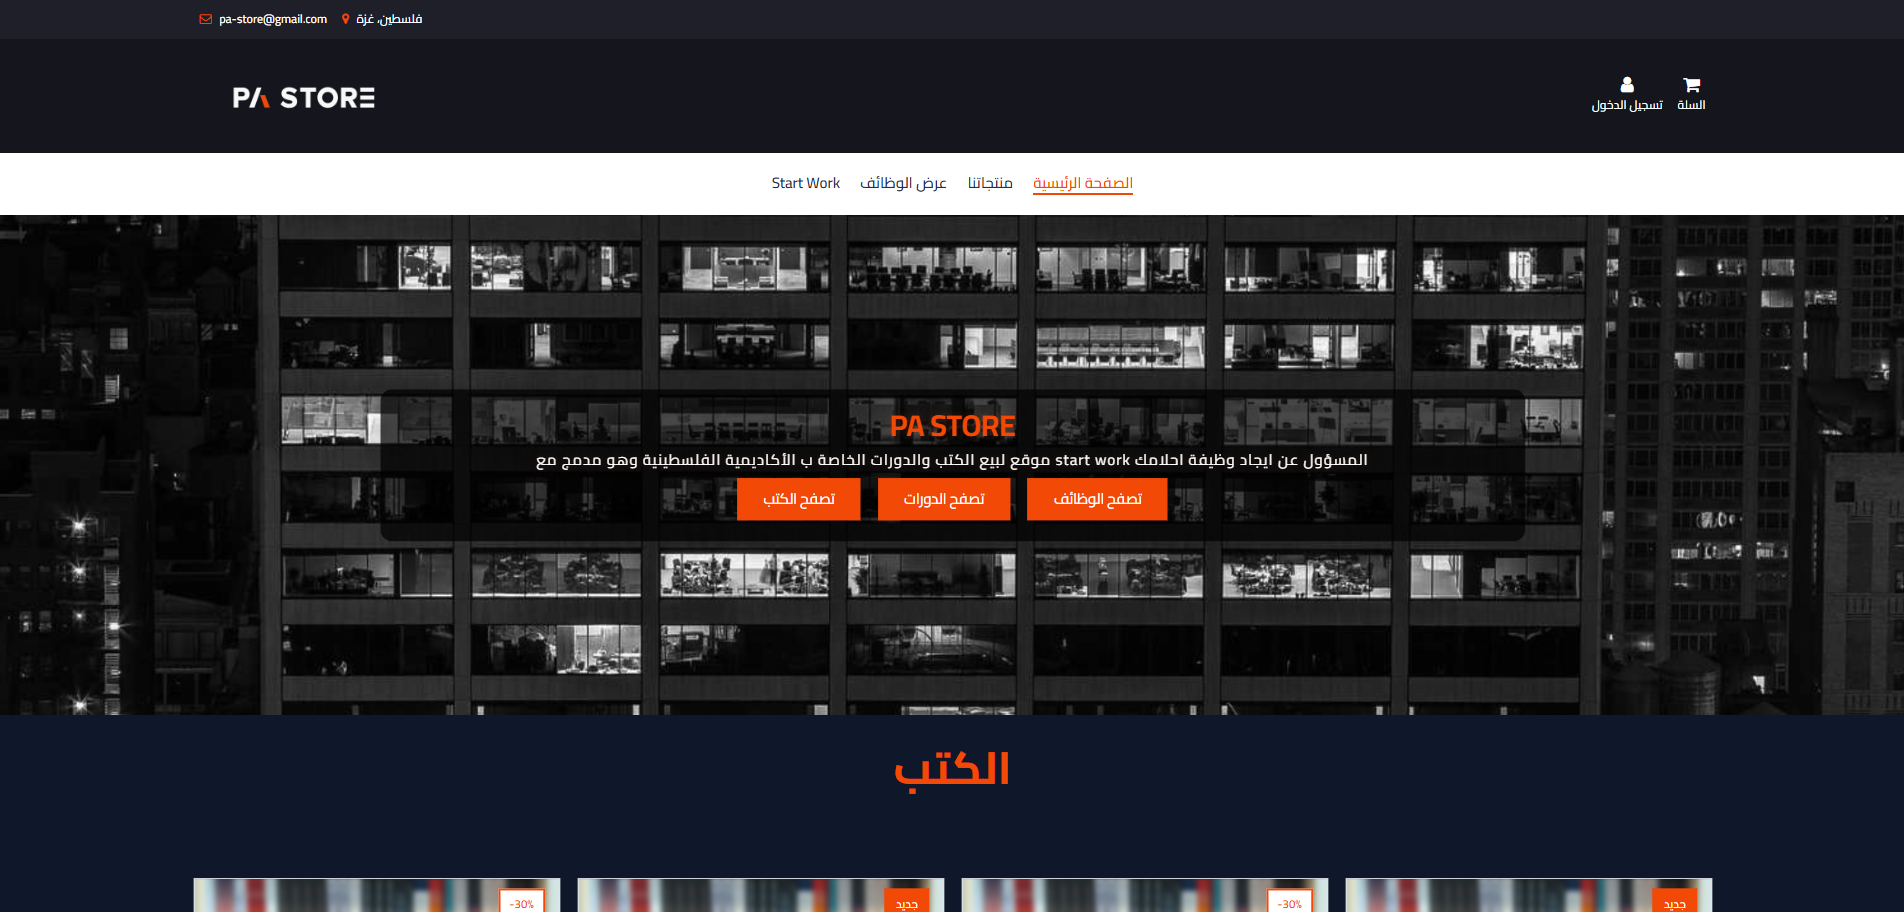 pa-store@gmail.com فلسطين، غزة
PA STORE
السلة
تسجيل الدخول
الصفحة الرئيسية منتجاتنا عرض الوظائف Start Work
PA STORE
المسؤول عن ايجاد وظيفة احلامك start work موقع لبيع الكتب والدورات الخاصة ب الأكاديمية الفلسطينية وهو مدمج مع
تصفح الوظائف تصفح الدورات تصفح الكتب
الكتب
جديد -30% جديد -30%